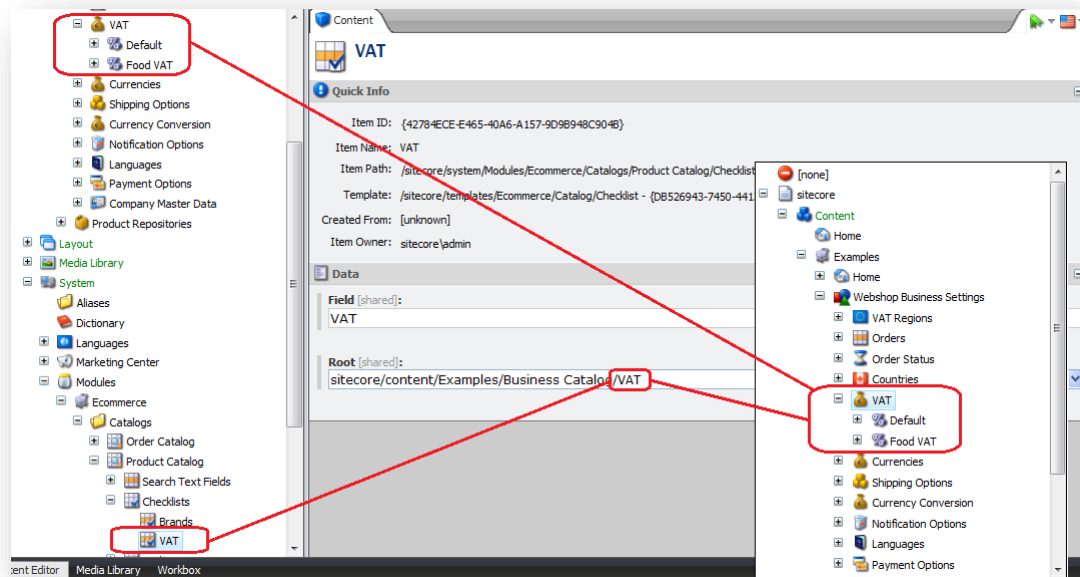 VAT
Default
Food VAT
Currencies
Shipping Options
Currency Conversion
Notification Options
Languages
Payment Options
Company Master Data
Product Repositories
Layout
Media Library
System
Aliases
Dictionary
Languages
Marketing Center
Modules
Ecommerce
Catalogs
Order Catalog
Product Catalog
Search Text Fields
Checklists
Brands
VAT
Content
VAT
Quick Info
Item ID: {42784ECE-E465-40A6-A157-9D9B948C904B}
Item Name: VAT
Item Path: /sitecore/system/Modules/Ecommerce/Catalogs/Product Catalog/Checklist
Template: /sitecore/templates/Ecommerce/Catalog/Checklist - {DB526943-7450-441
Created From: [unknown]
Item Owner: sitecore\admin
Data
Field [shared]:
VAT
Root [shared]:
sitecore/content/Examples/Business Catalog/VAT
[none]
sitecore
Content
Home
Examples
Home
Webshop Business Settings
VAT Regions
Orders
Order Status
Countries
VAT
Default
Food VAT
Currencies
Shipping Options
Currency Conversion
Notification Options
Languages
Payment Options
tent Editor Media Library Workbox